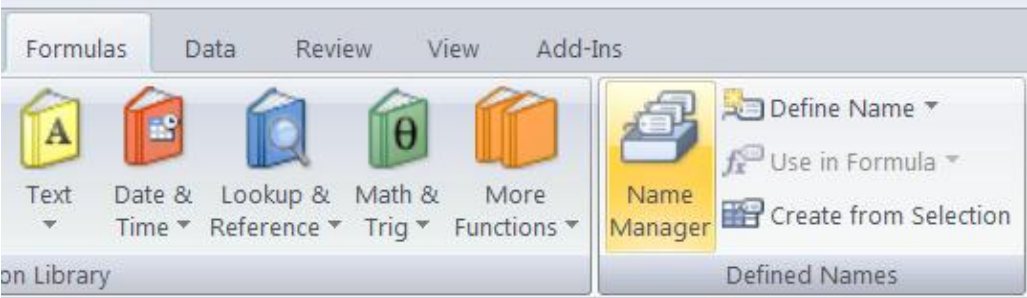 Formulas Data Review View Add-Ins
A
θ
Text
Date & Time
Lookup & Reference
Math & Trig
More Functions
Name Manager
Define Name
fx Use in Formula
Create from Selection
on Library
Defined Names